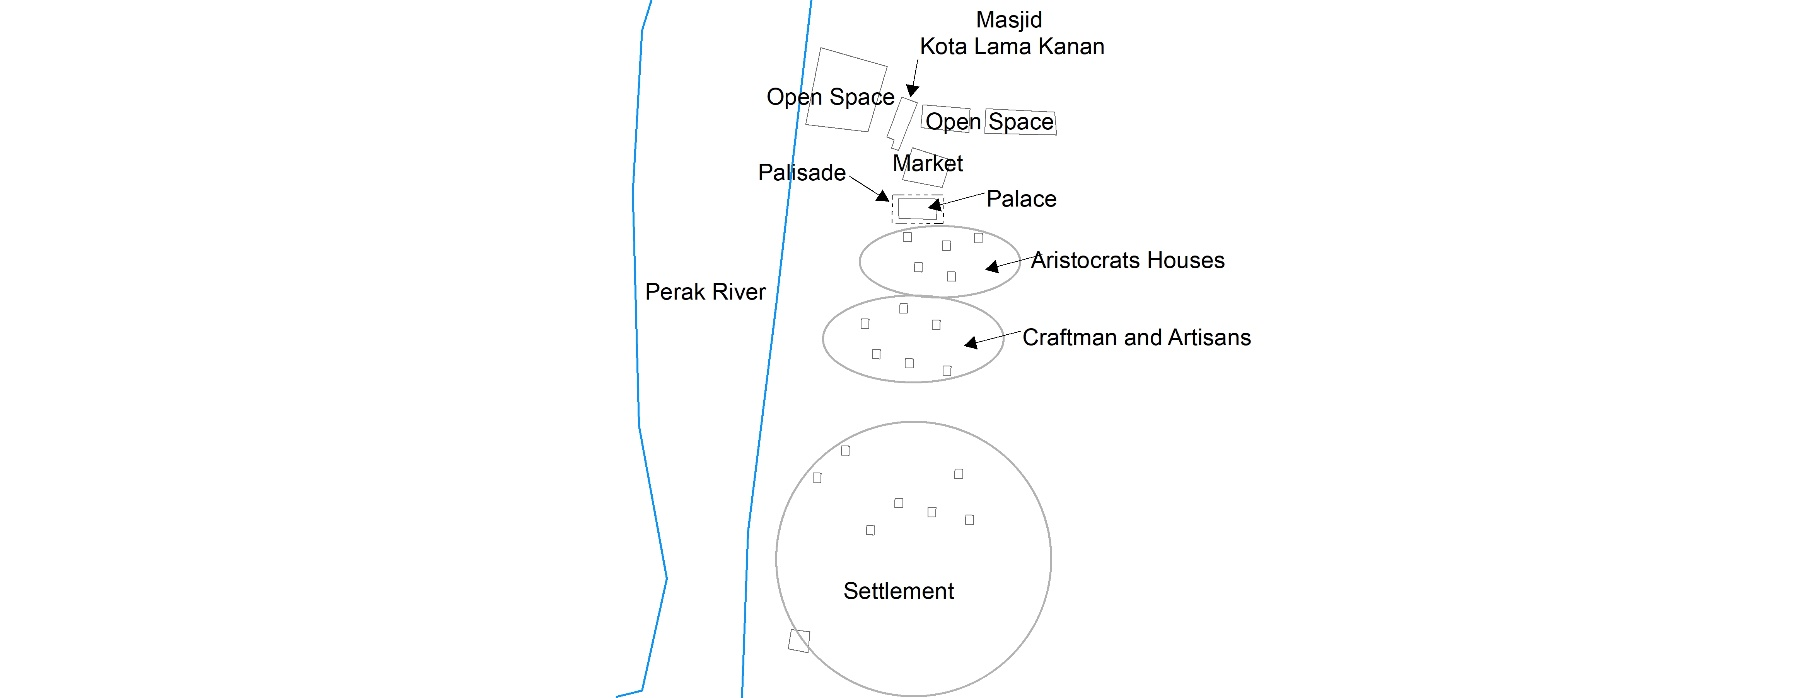 Masjid
Kota Lama Kanan
Open Space
Open Space
Market
Palisade
Palace
Aristocrats Houses
Perak River
Craftman and Artisans
Settlement